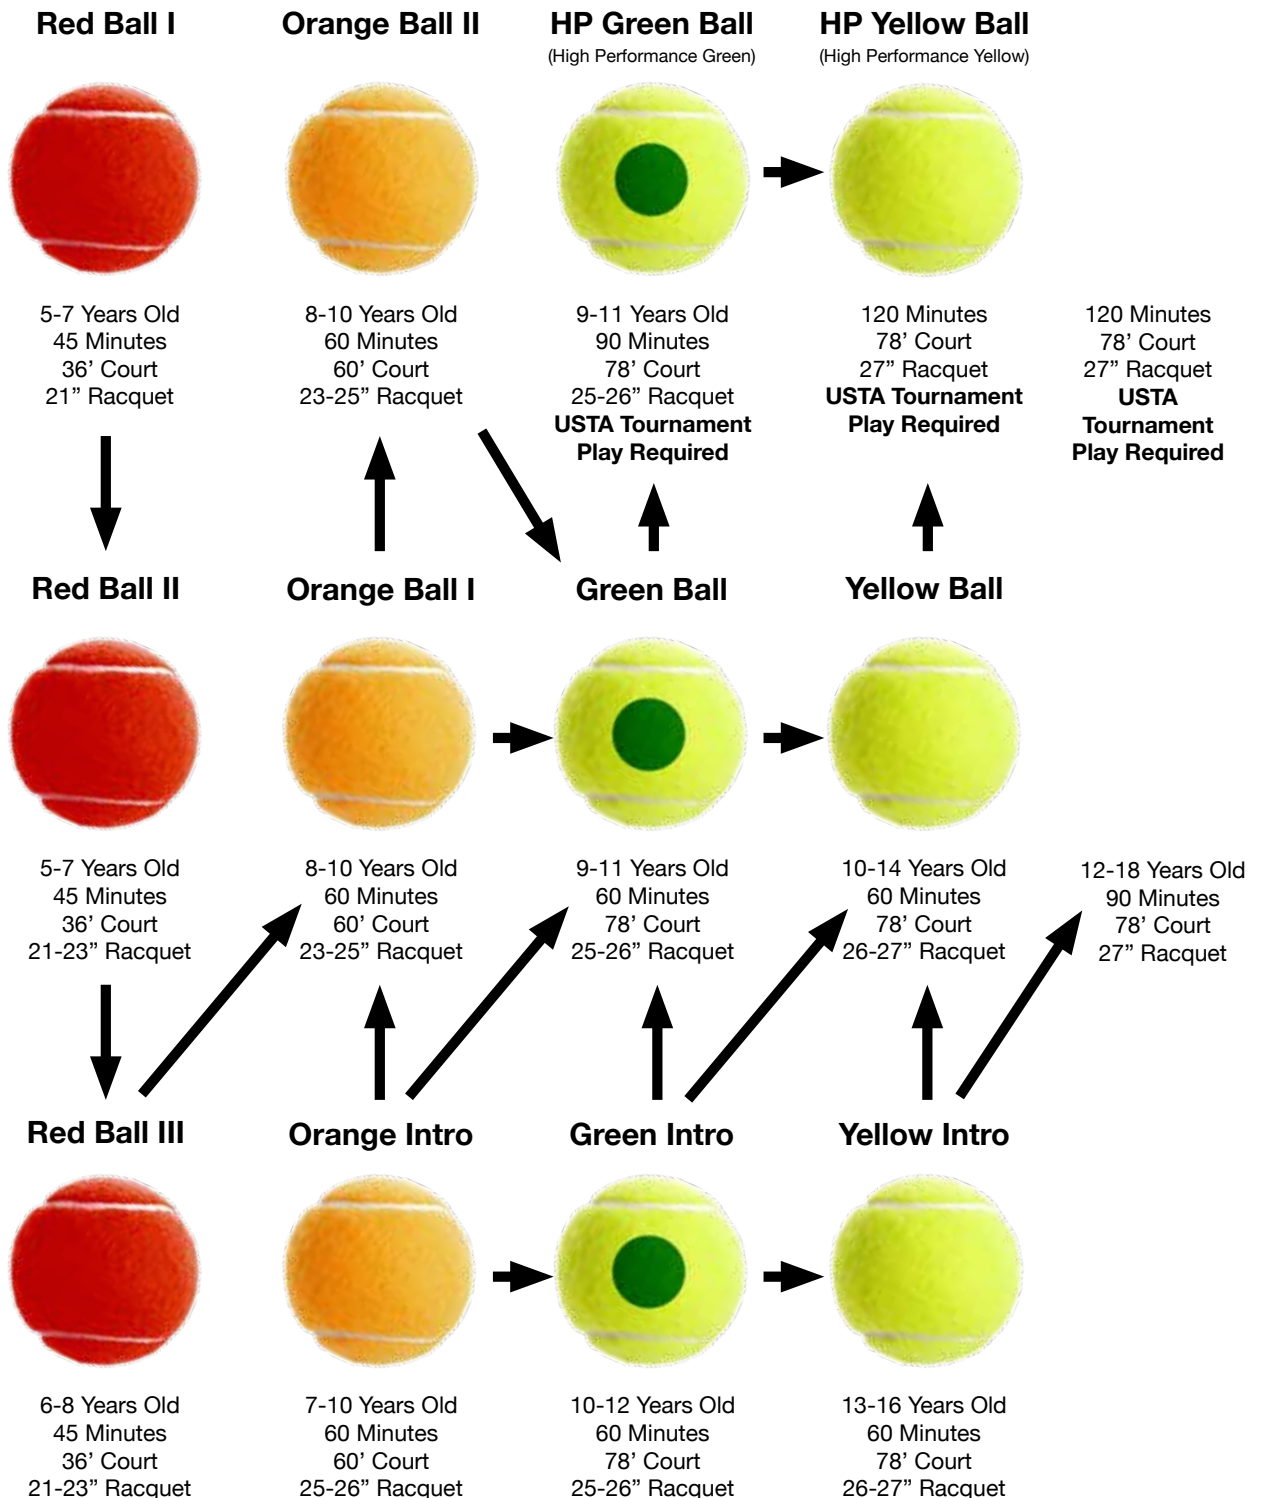 Red Ball I
Orange Ball II
HP Green Ball
(High Performance Green)
HP Yellow Ball
(High Performance Yellow)
5-7 Years Old
45 Minutes
36’ Court
21” Racquet
8-10 Years Old
60 Minutes
60’ Court
23-25” Racquet
9-11 Years Old
90 Minutes
78’ Court
25-26” Racquet
USTA Tournament
Play Required
120 Minutes
78’ Court
27” Racquet
USTA Tournament
Play Required
120 Minutes
78’ Court
27” Racquet
USTA
Tournament
Play Required
Red Ball II
Orange Ball I
Green Ball
Yellow Ball
5-7 Years Old
45 Minutes
36’ Court
21-23” Racquet
8-10 Years Old
60 Minutes
60’ Court
23-25” Racquet
9-11 Years Old
60 Minutes
78’ Court
25-26” Racquet
10-14 Years Old
60 Minutes
78’ Court
26-27” Racquet
12-18 Years Old
90 Minutes
78’ Court
27” Racquet
Red Ball III
Orange Intro
Green Intro
Yellow Intro
6-8 Years Old
45 Minutes
36’ Court
21-23” Racquet
7-10 Years Old
60 Minutes
60’ Court
25-26” Racquet
10-12 Years Old
60 Minutes
78’ Court
25-26” Racquet
13-16 Years Old
60 Minutes
78’ Court
26-27” Racquet